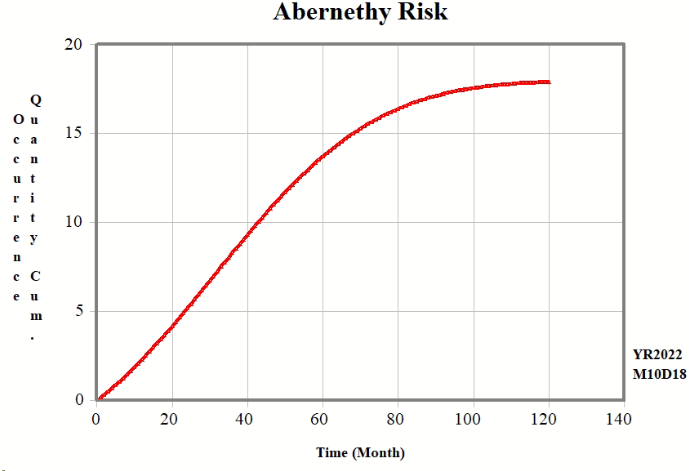 Abernethy Risk
Occurrence
Quantity Cum.
20
15
10
5
0
0 20 40 60 80 100 120 140
Time (Month)
YR2022
M10D18